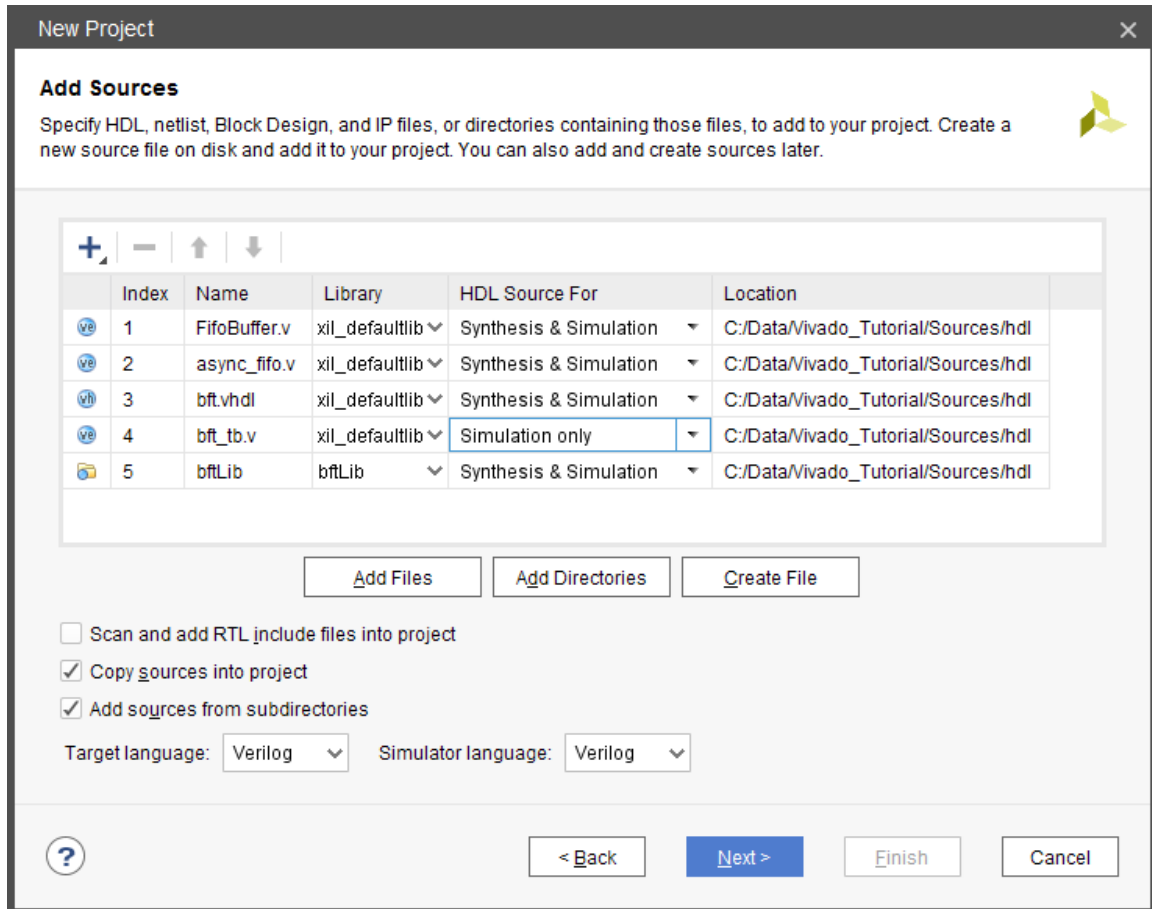 New Project
Add Sources
Specify HDL, netlist, Block Design, and IP files, or directories containing those files, to add to your project. Create a
new source file on disk and add it to your project. You can also add and create sources later.
Index Name Library HDL Source For Location
ve 1 FifoBuffer.v xil_defaultlib Synthesis & Simulation C:/Data/Vivado_Tutorial/Sources/hdl
ve 2 async_fifo.v xil_defaultlib Synthesis & Simulation C:/Data/Vivado_Tutorial/Sources/hdl
vh 3 bft.vhdl xil_defaultlib Synthesis & Simulation C:/Data/Vivado_Tutorial/Sources/hdl
ve 4 bft_tb.v xil_defaultlib Simulation only C:/Data/Vivado_Tutorial/Sources/hdl
5 bftLib bftLib Synthesis & Simulation C:/Data/Vivado_Tutorial/Sources/hdl
Add Files Add Directories Create File
Scan and add RTL include files into project
Copy sources into project
Add sources from subdirectories
Target language: Verilog Simulator language: Verilog
? < Back Next > Finish Cancel